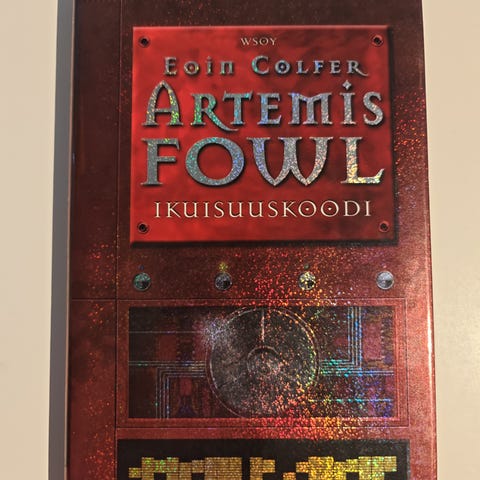 WSOY
EOIN COLFER
ARTEMIS
FOWL
IKUISUUSKOODI